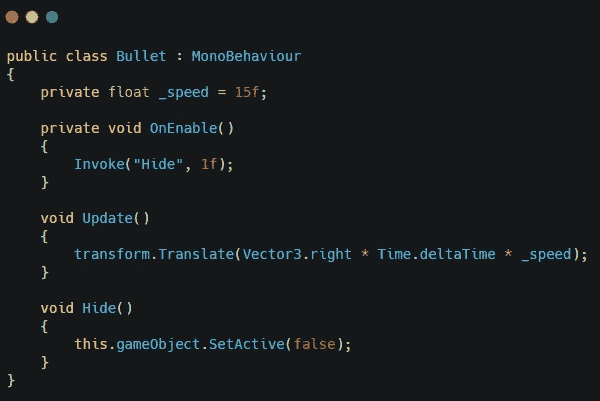 public class Bullet : MonoBehaviour
{
    private float _speed = 15f;

    private void OnEnable()
    {
        Invoke("Hide", 1f);
    }

    void Update()
    {
        transform.Translate(Vector3.right * Time.deltaTime * _speed);
    }

    void Hide()
    {
        this.gameObject.SetActive(false);
    }
}